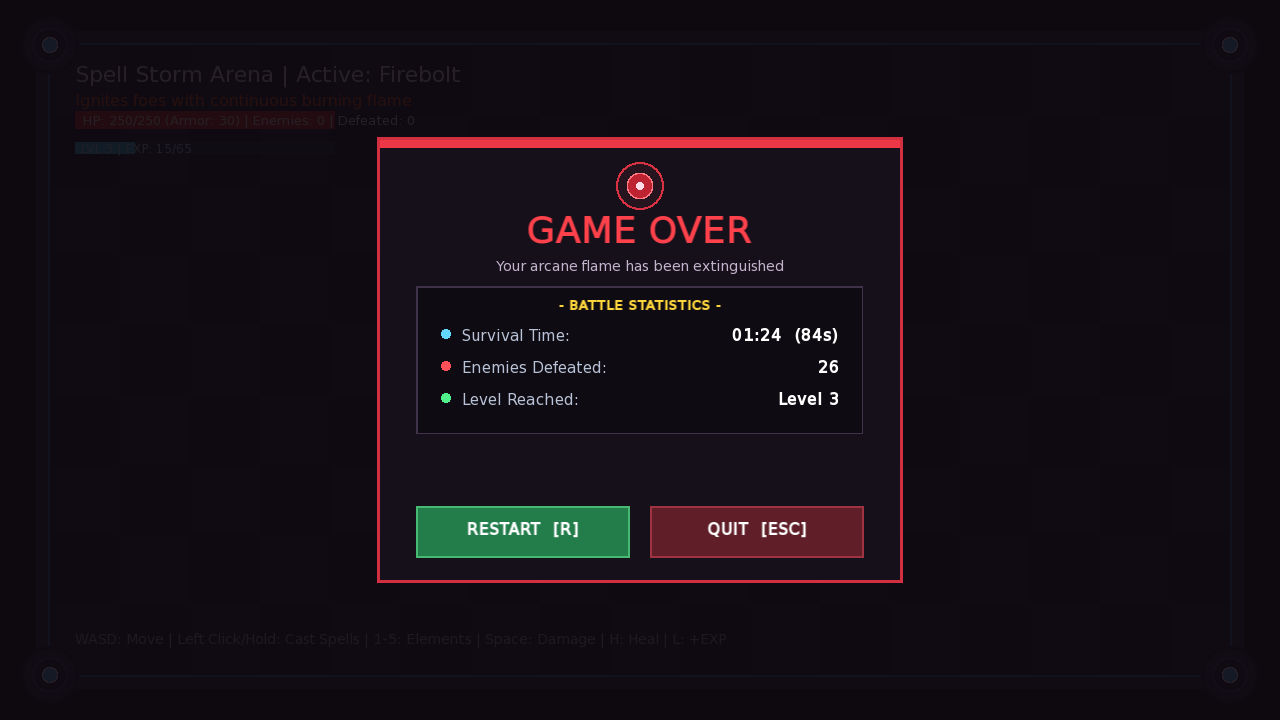 Spell Storm Arena | Active: Firebolt
Ignites foes with continuous burning flame
HP: 250/250 (Armor: 30) | Enemies: 0 | Defeated: 0
EXP: 15/65
GAME OVER
Your arcane flame has been extinguished
- BATTLE STATISTICS -
Survival Time: 01:24 (84s)
Enemies Defeated: 26
Level Reached: Level 3
RESTART [R] QUIT [ESC]
WASD: Move | Left Click/Hold: Cast Spells | 1-5: Elements | Space: Damage | H: Heal | L: +EXP